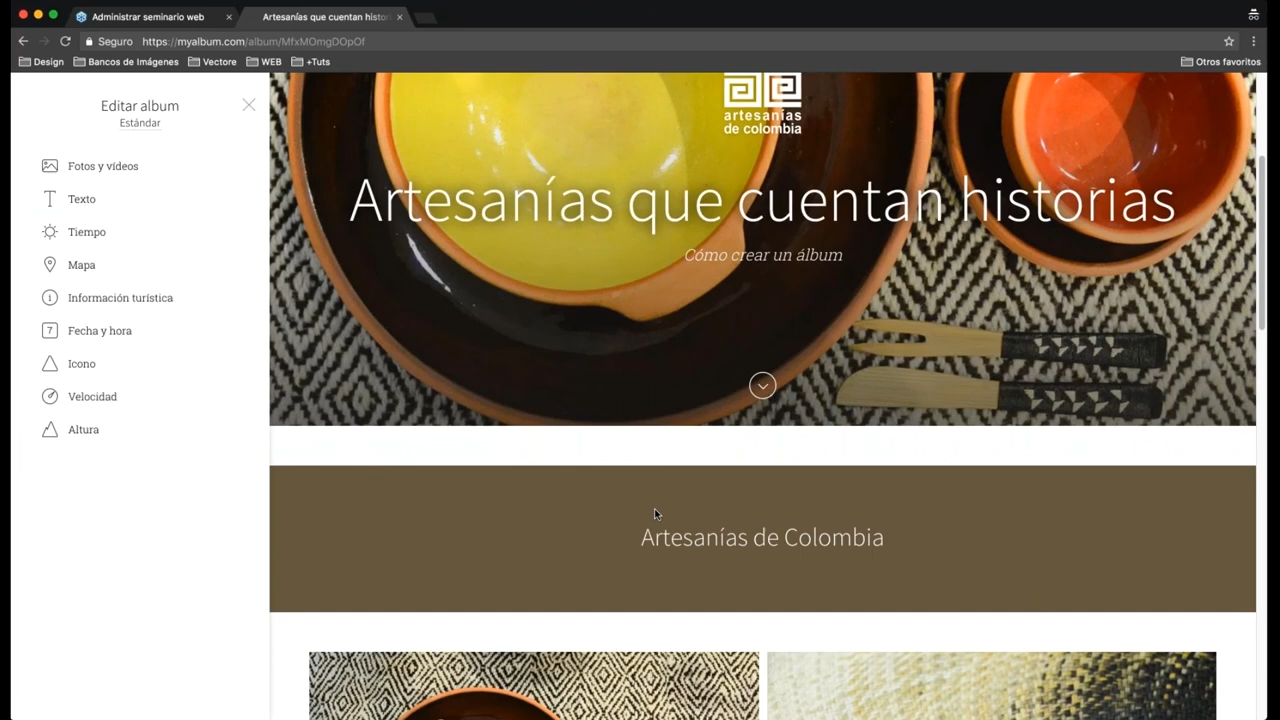 Administrar seminario web
Artesanías que cuentan histor
Seguro
https://myalbum.com/album/MfxMOmgDOpOf
Design
Bancos de Imágenes
Vectore
WEB
+Tuts
Otros favoritos
Editar album
Estándar
Fotos y vídeos
Texto
Tiempo
Mapa
Información turística
7
Fecha y hora
Icono
Velocidad
Altura
artesanías
de colombia
Artesanías que cuentan historias
Cómo crear un álbum
Artesanías de Colombia